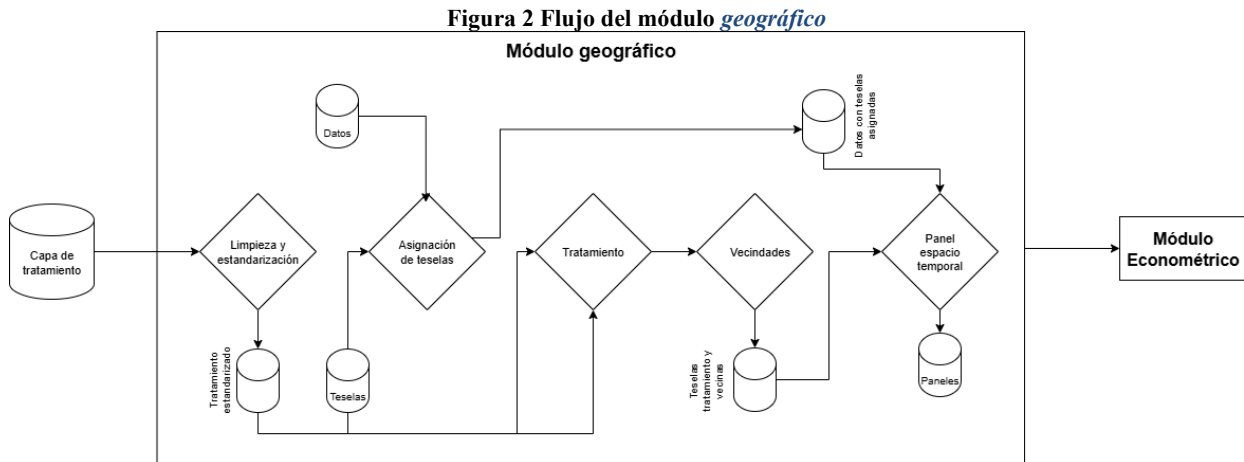 Figura 2 Flujo del módulo geográfico
Módulo geográfico
Datos
Datos con teselas
asignadas
Capa de
tratamiento
Limpieza y
estandarización
Asignación
de teselas
Tratamiento
Vecindades
Panel
espacio
temporal
Módulo
Econométrico
Tratamiento
estandarizado
Teselas
Teselas
tratamiento y
vecinas
Paneles